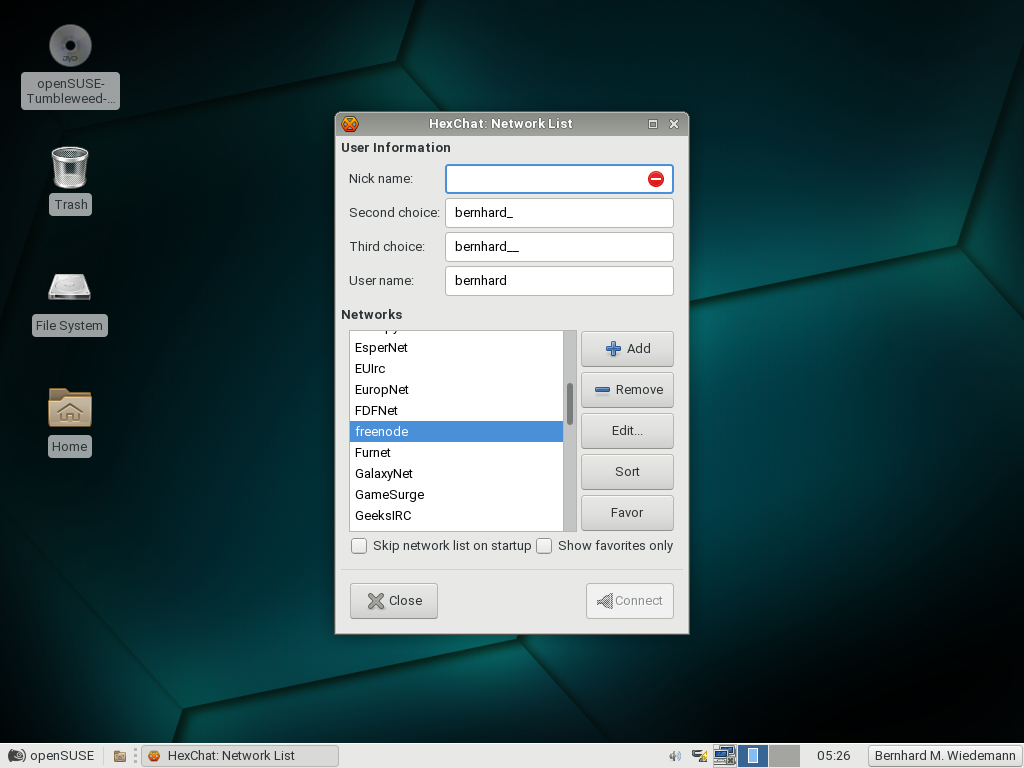 openSUSE-
Tumbleweed-...
Trash
File System
Home
HexChat: Network List
User Information
Nick name:
Second choice: bernhard_
Third choice: bernhard__
User name: bernhard
Networks
EsperNet
EUIrc
EuropNet
FDFNet
freenode
Furnet
GalaxyNet
GameSurge
GeeksIRC
Add
Remove
Edit...
Sort
Favor
Skip network list on startup Show favorites only
Close Connect
openSUSE HexChat: Network List 05:26 Bernhard M. Wiedemann